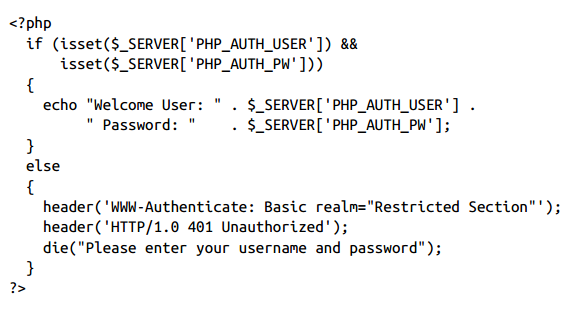 <?php
  if (isset($_SERVER['PHP_AUTH_USER']) &&
      isset($_SERVER['PHP_AUTH_PW']))
  {
    echo "Welcome User: " . $_SERVER['PHP_AUTH_USER'] .
         " Password: "    . $_SERVER['PHP_AUTH_PW'];
  }
  else
  {
    header('WWW-Authenticate: Basic realm="Restricted Section"');
    header('HTTP/1.0 401 Unauthorized');
    die("Please enter your username and password");
  }
?>